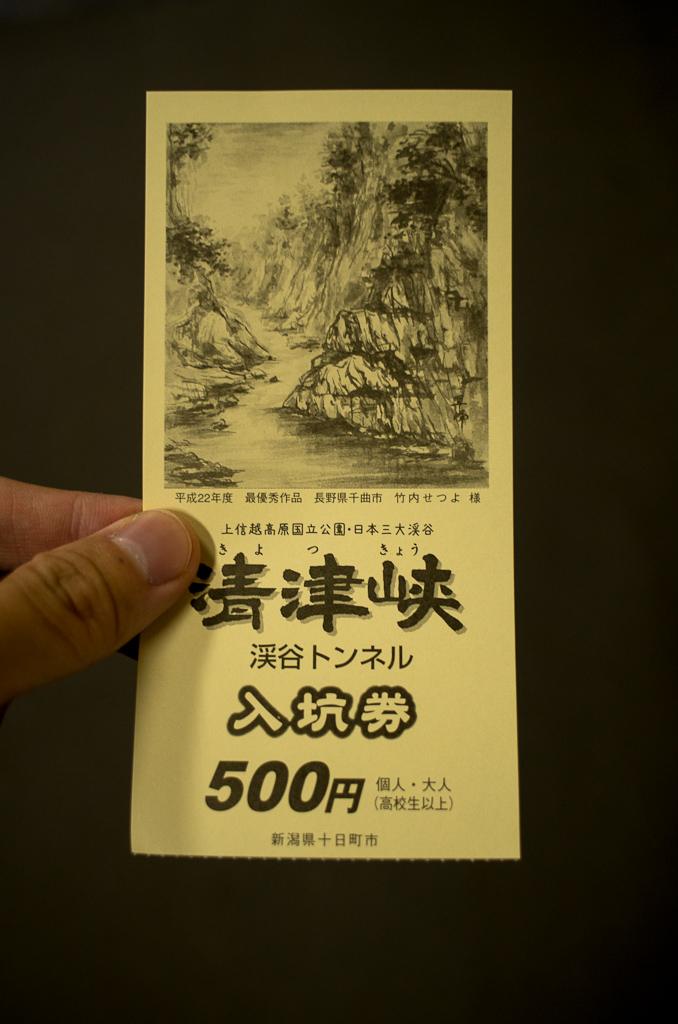 平成22年度 最優秀作品 長野県千曲市 竹内せつよ 様
上信越高原国立公園・日本三大渓谷
きよ つ きょう
清津峡
渓谷トンネル
入坑券
500円 個人・大人
(高校生以上)
新潟県十日町市